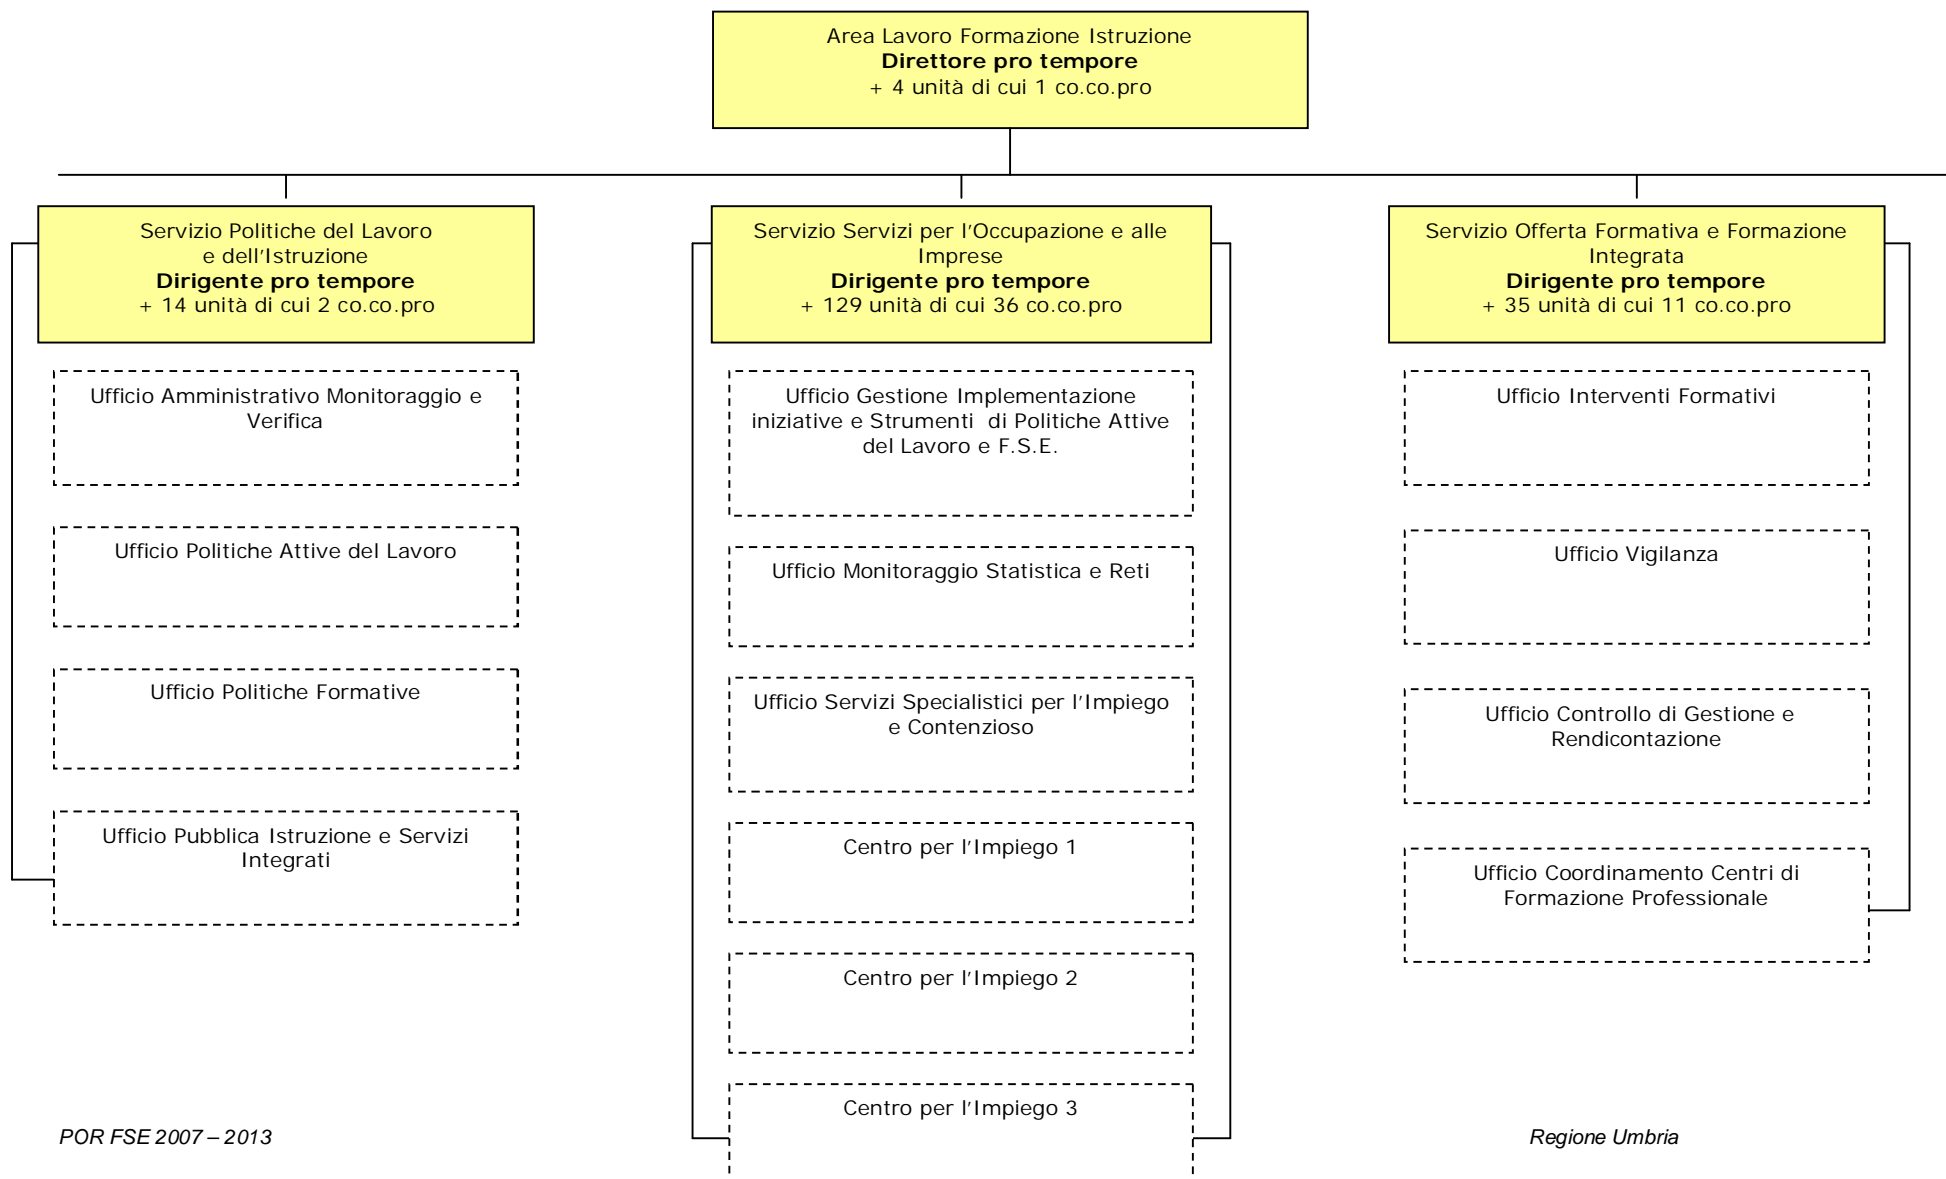 Area Lavoro Formazione Istruzione
Direttore pro tempore
+ 4 unità di cui 1 co.co.pro
Servizio Politiche del Lavoro
e dell'Istruzione
Dirigente pro tempore
+ 14 unità di cui 2 co.co.pro
Ufficio Amministrativo Monitoraggio e
Verifica
Ufficio Politiche Attive del Lavoro
Ufficio Politiche Formative
Ufficio Pubblica Istruzione e Servizi
Integrati
Servizio Servizi per l'Occupazione e alle
Imprese
Dirigente pro tempore
+ 129 unità di cui 36 co.co.pro
Ufficio Gestione Implementazione
iniziative e Strumenti di Politiche Attive
del Lavoro e F.S.E.
Ufficio Monitoraggio Statistica e Reti
Ufficio Servizi Specialistici per l'Impiego
e Contenzioso
Centro per l'Impiego 1
Centro per l'Impiego 2
Centro per l'Impiego 3
Servizio Offerta Formativa e Formazione
Integrata
Dirigente pro tempore
+ 35 unità di cui 11 co.co.pro
Ufficio Interventi Formativi
Ufficio Vigilanza
Ufficio Controllo di Gestione e
Rendicontazione
Ufficio Coordinamento Centri di
Formazione Professionale
POR FSE 2007 – 2013
Regione Umbria